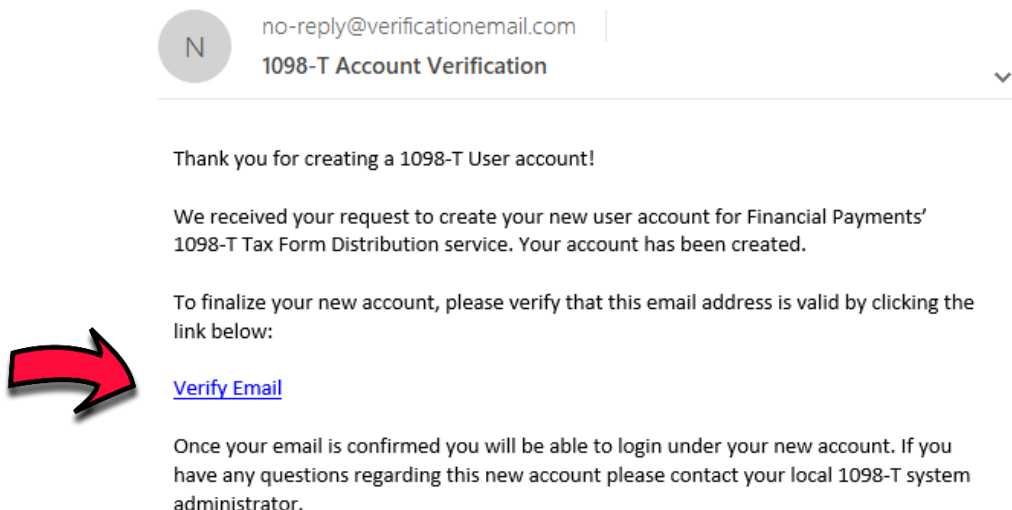 N
no-reply@verificationemail.com
1098-T Account Verification
Thank you for creating a 1098-T User account!
We received your request to create your new user account for Financial Payments’
1098-T Tax Form Distribution service. Your account has been created.
To finalize your new account, please verify that this email address is valid by clicking the
link below:
Verify Email
Once your email is confirmed you will be able to login under your new account. If you
have any questions regarding this new account please contact your local 1098-T system
administrator.